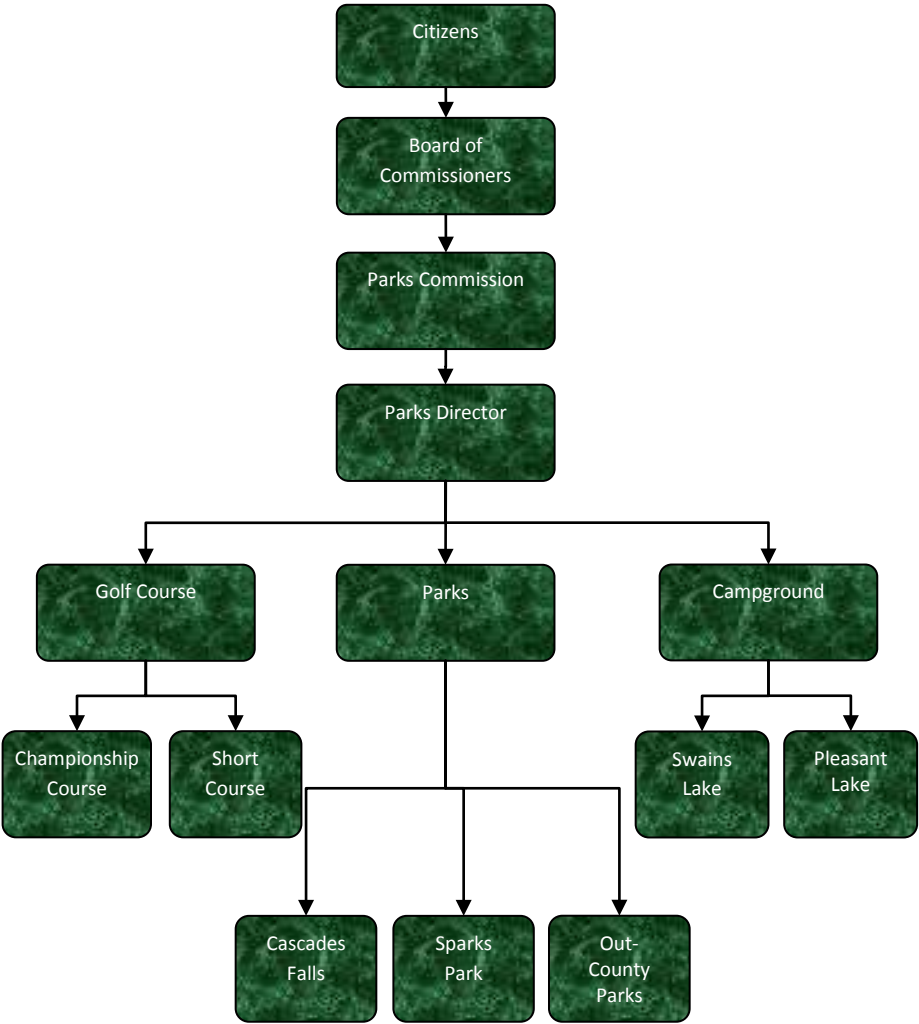 Citizens
Board of
Commissioners
Parks Commission
Parks Director
Golf Course
Parks
Campground
Championship
Course
Short
Course
Swains
Lake
Pleasant
Lake
Cascades
Falls
Sparks
Park
Out-
County
Parks